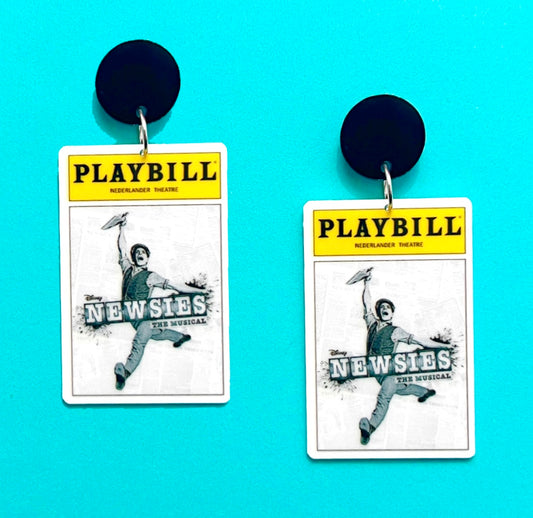 PLAYBILL
NEDERLANDER THEATRE
Disney
NEWSIES
THE MUSICAL
PLAYBILL
NEDERLANDER THEATRE
Disney
NEWSIES
THE MUSICAL